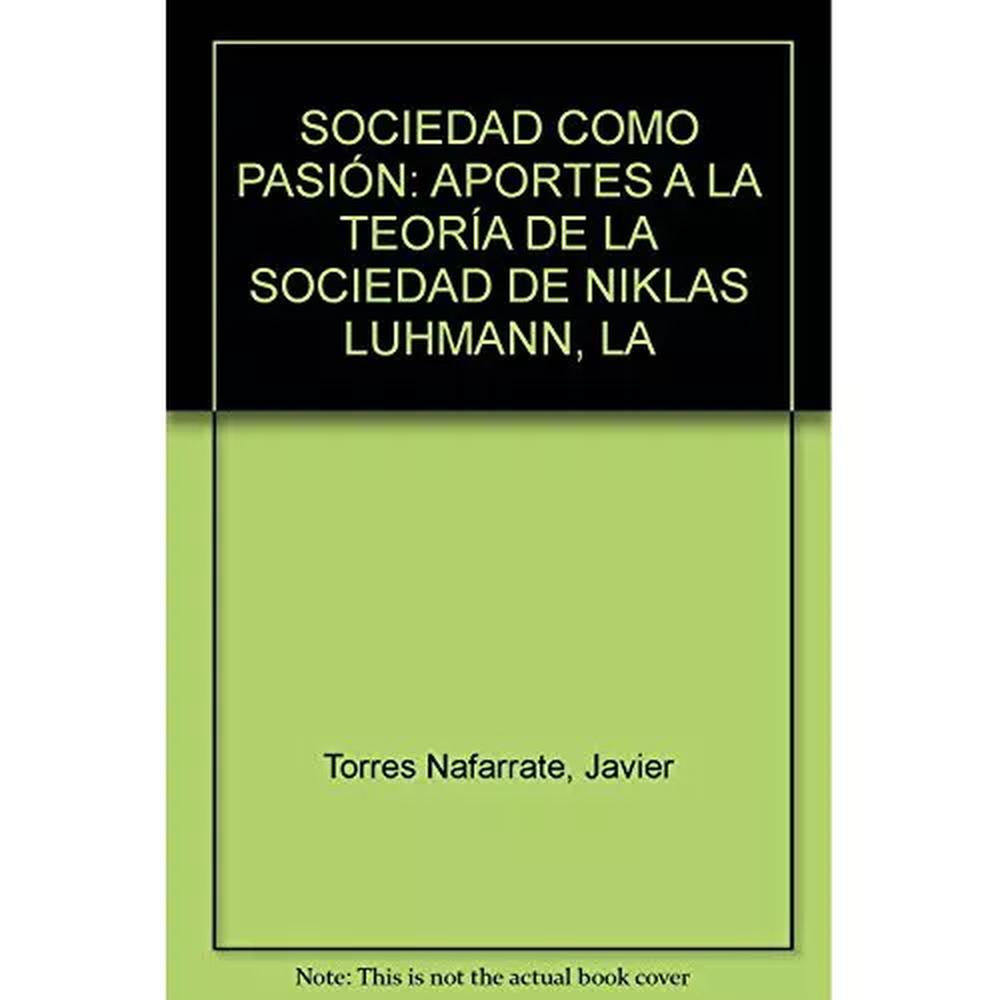 SOCIEDAD COMO
PASIÓN: APORTES A LA
TEORÍA DE LA
SOCIEDAD DE NIKLAS
LUHMANN, LA
Torres Nafarrate, Javier
Note: This is not the actual book cover